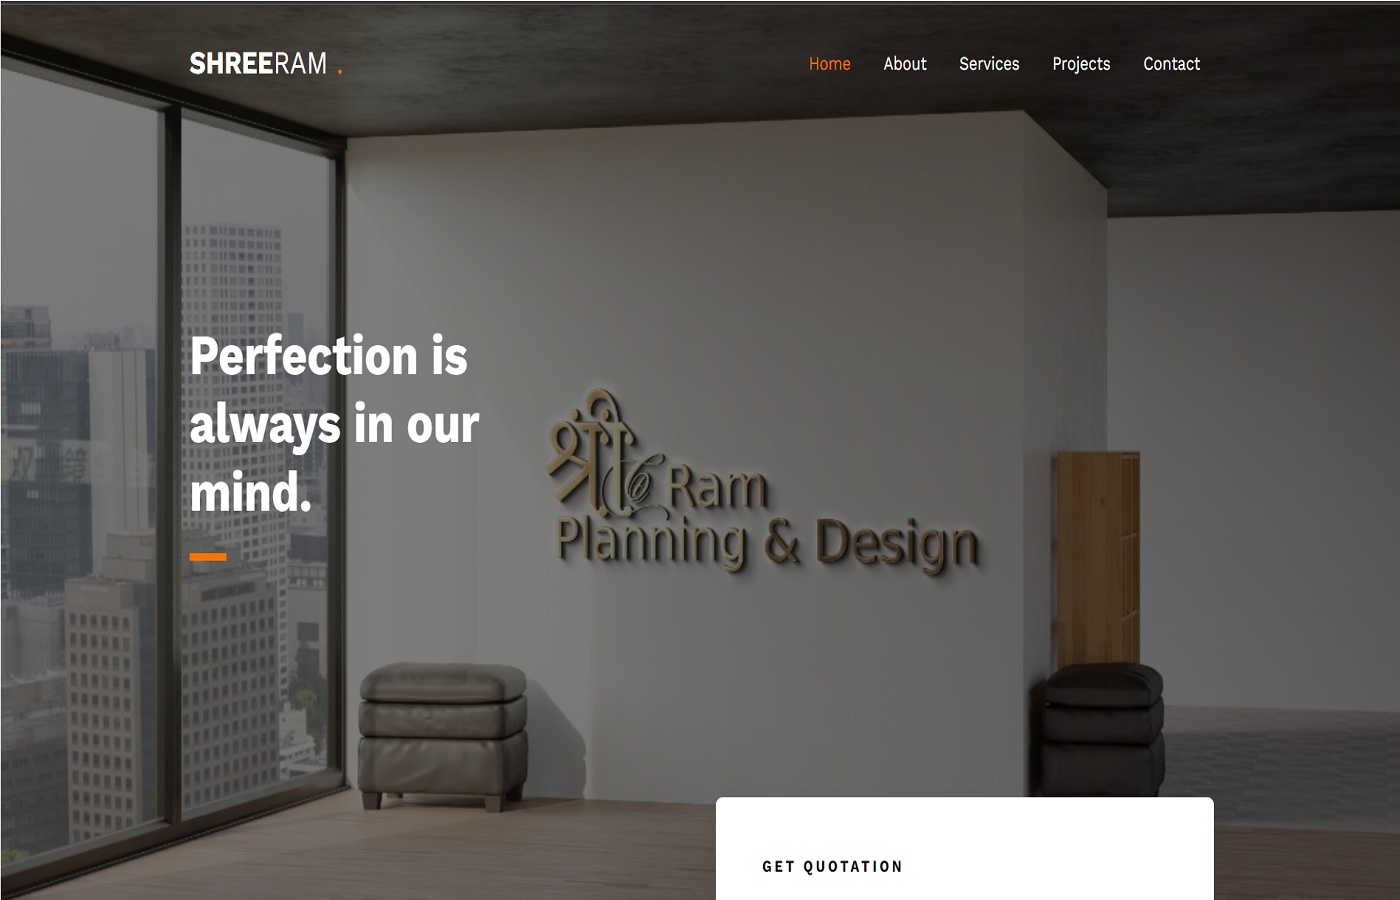 SHREERAM .
Home About Services Projects Contact
Perfection is
always in our
mind.
श्री Ram
Planning & Design
GET QUOTATION